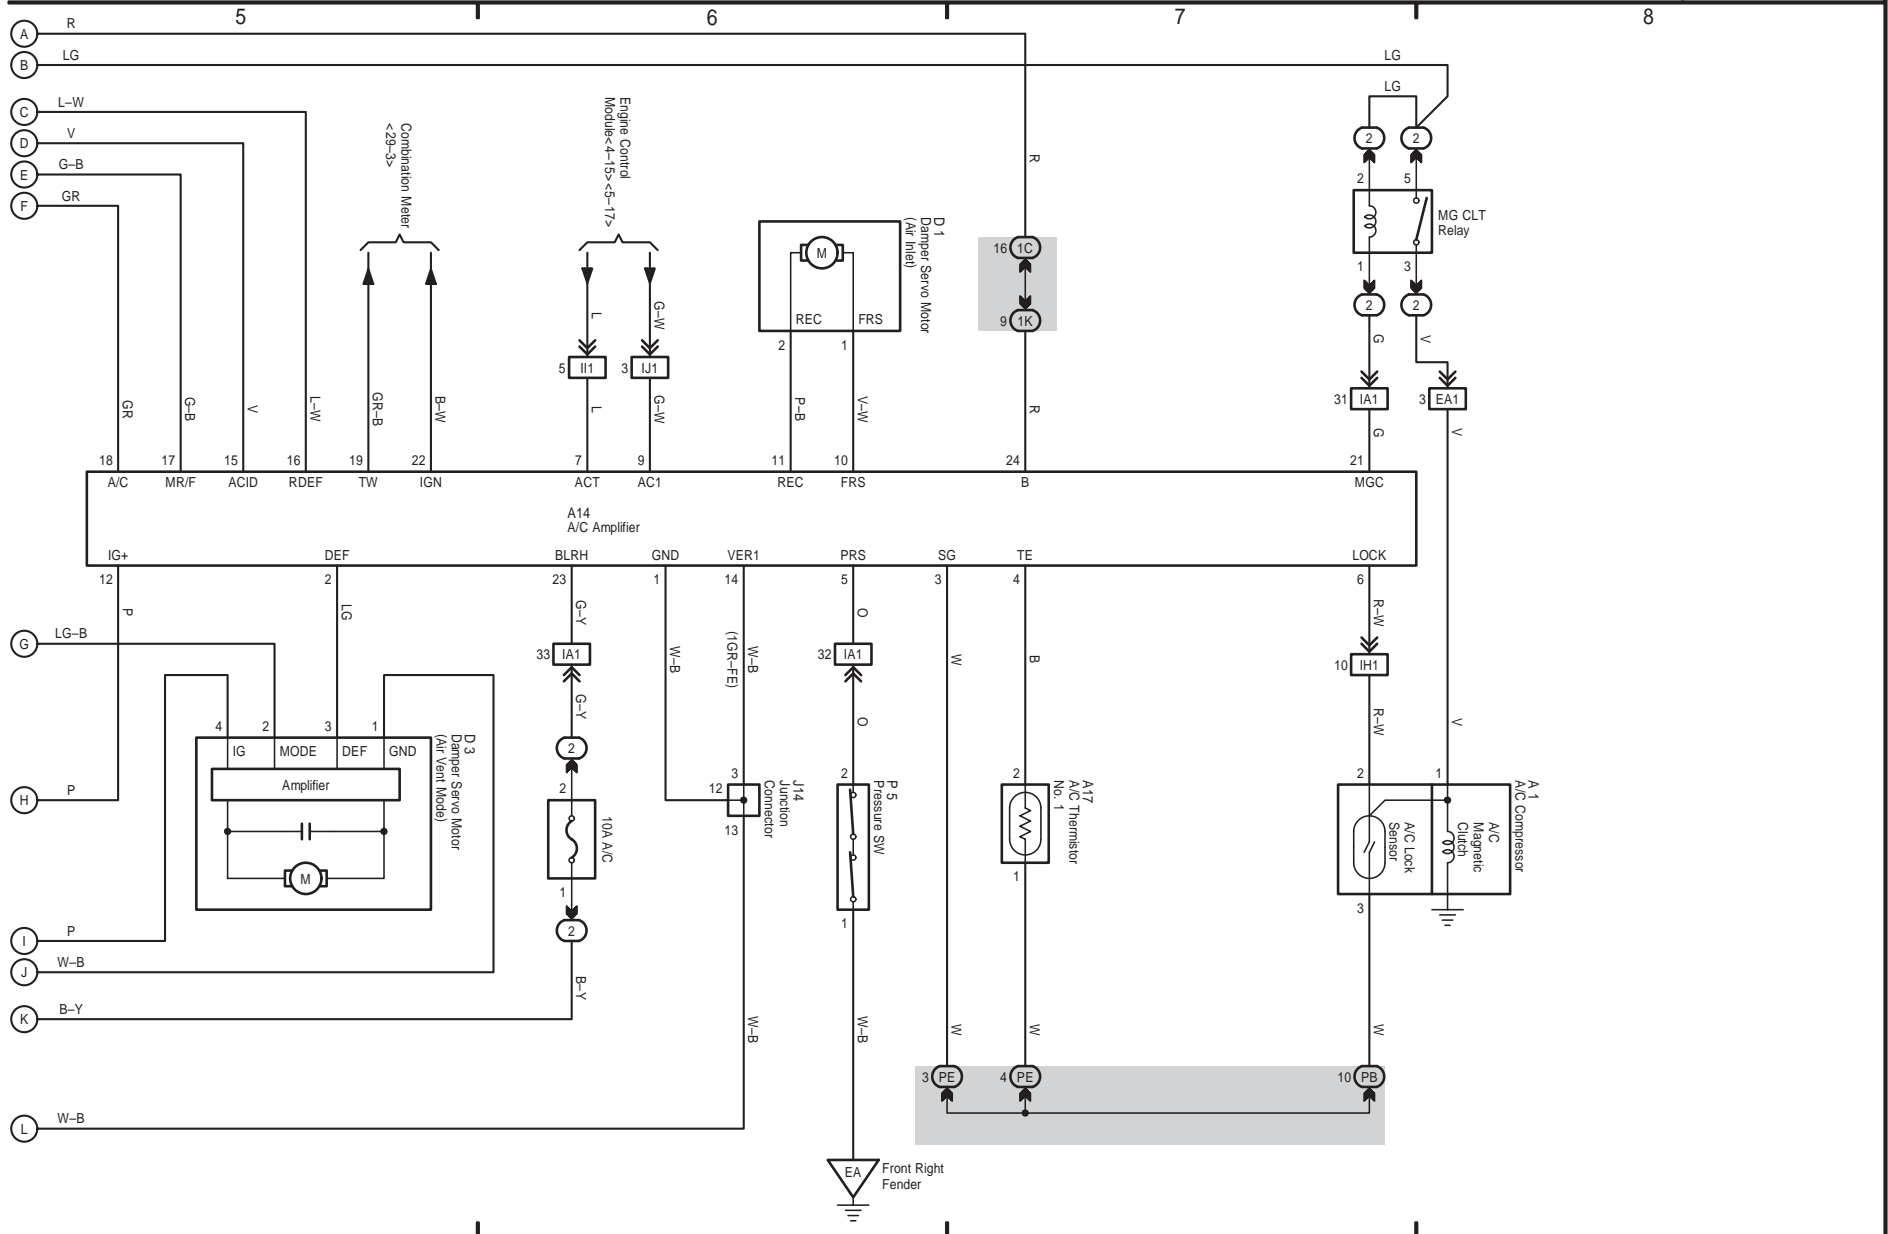 5
6
7
8
A
R
B
LG
LG
LG
C
L–W
D
V
E
G–B
F
GR
Combination Meter
<29–3>
Engine Control
Module<4–15><5–17>
R
2
2
2
5
MG CLT
Relay
1
3
2
2
D 1
Damper Servo Motor
(Air Inlet)
M
REC
FRS
2
1
16
1C
9
1K
L
G–W
5
II1
3
IJ1
G
V
31
IA1
3
EA1
GR
G–B
V
L–W
GR–B
B–W
L
G–W
P–B
V–W
R
G
V
18
17
15
16
19
22
7
9
11
10
24
21
A/C
MR/F
ACID
RDEF
TW
IGN
ACT
AC1
REC
FRS
B
MGC
A14
A/C Amplifier
IG+
DEF
BLRH
GND
VER1
PRS
SG
TE
LOCK
12
2
23
1
14
5
3
4
6
P
LG
G–Y
O
R–W
G
LG–B
33
IA1
W–B
(1GR–FE)
W–B
32
IA1
W
B
10
IH1
G–Y
O
R–W
V
4
2
3
1
IG
MODE
DEF
GND
Amplifier
M
D 3
Damper Servo Motor
(Air Vent Mode)
2
2
10A A/C
1
2
3
12
13
J14
Junction
Connector
2
P 5
Pressure SW
1
2
A17
A/C Thermistor
No. 1
1
2
1
A/C Lock
Sensor
A/C
Magnetic
Clutch
A 1
A/C Compressor
3
H
P
I
P
J
W–B
K
B–Y
B–Y
W–B
W–B
W
W
W
3
PE
4
PE
10
PB
L
W–B
EA
Front Right
Fender